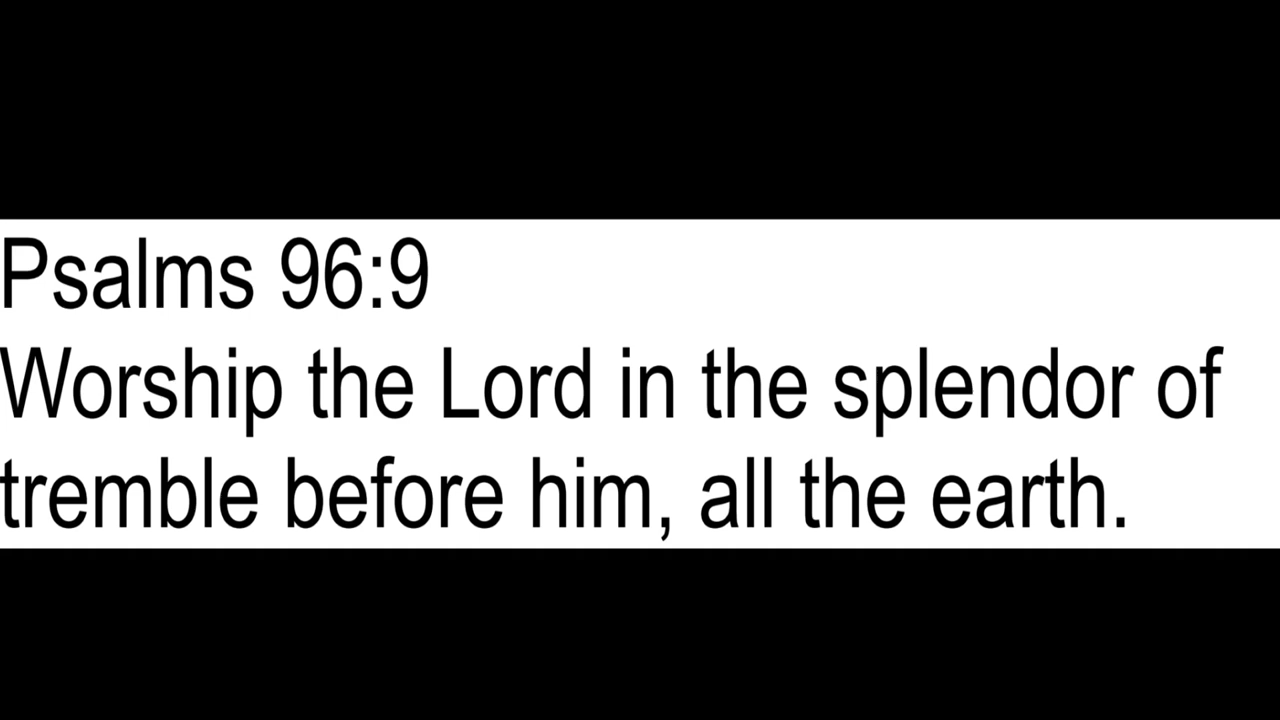 Psalms 96:9
Worship the Lord in the splendor of
tremble before him, all the earth.